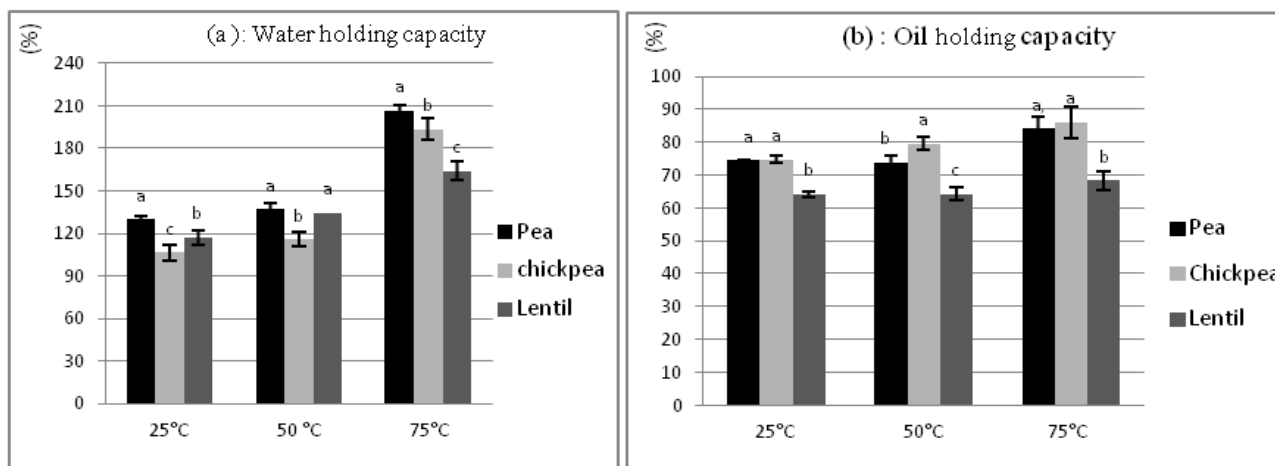 (a ): Water holding capacity
(%)
240
210
180
150
120
90
60
30
0
a
c
b
a
b
a
a
b
c
25°C
50 °C
75°C
Pea
chickpea
Lentil
(b) : Oil holding capacity
(%)
100
90
80
70
60
50
40
30
20
10
0
a
a
b
b
a
c
a,
a
b
25°C
50°C
75°C
Pea
Chickpea
Lentil